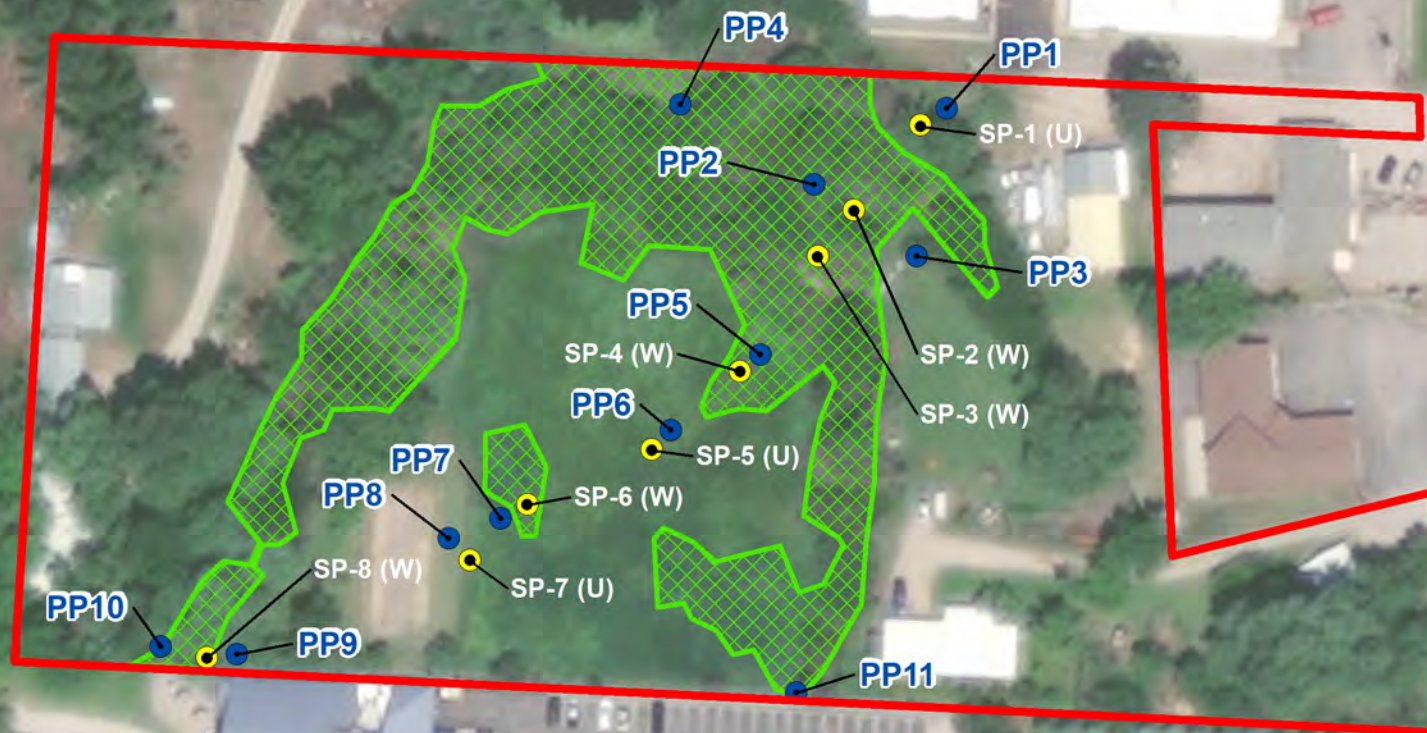 PP4
PP1
SP-1 (U)
PP2
PP3
PP5
SP-4 (W)
SP-2 (W)
PP6
SP-3 (W)
SP-5 (U)
PP7
SP-6 (W)
PP8
SP-8 (W)
SP-7 (U)
PP10
PP9
PP11